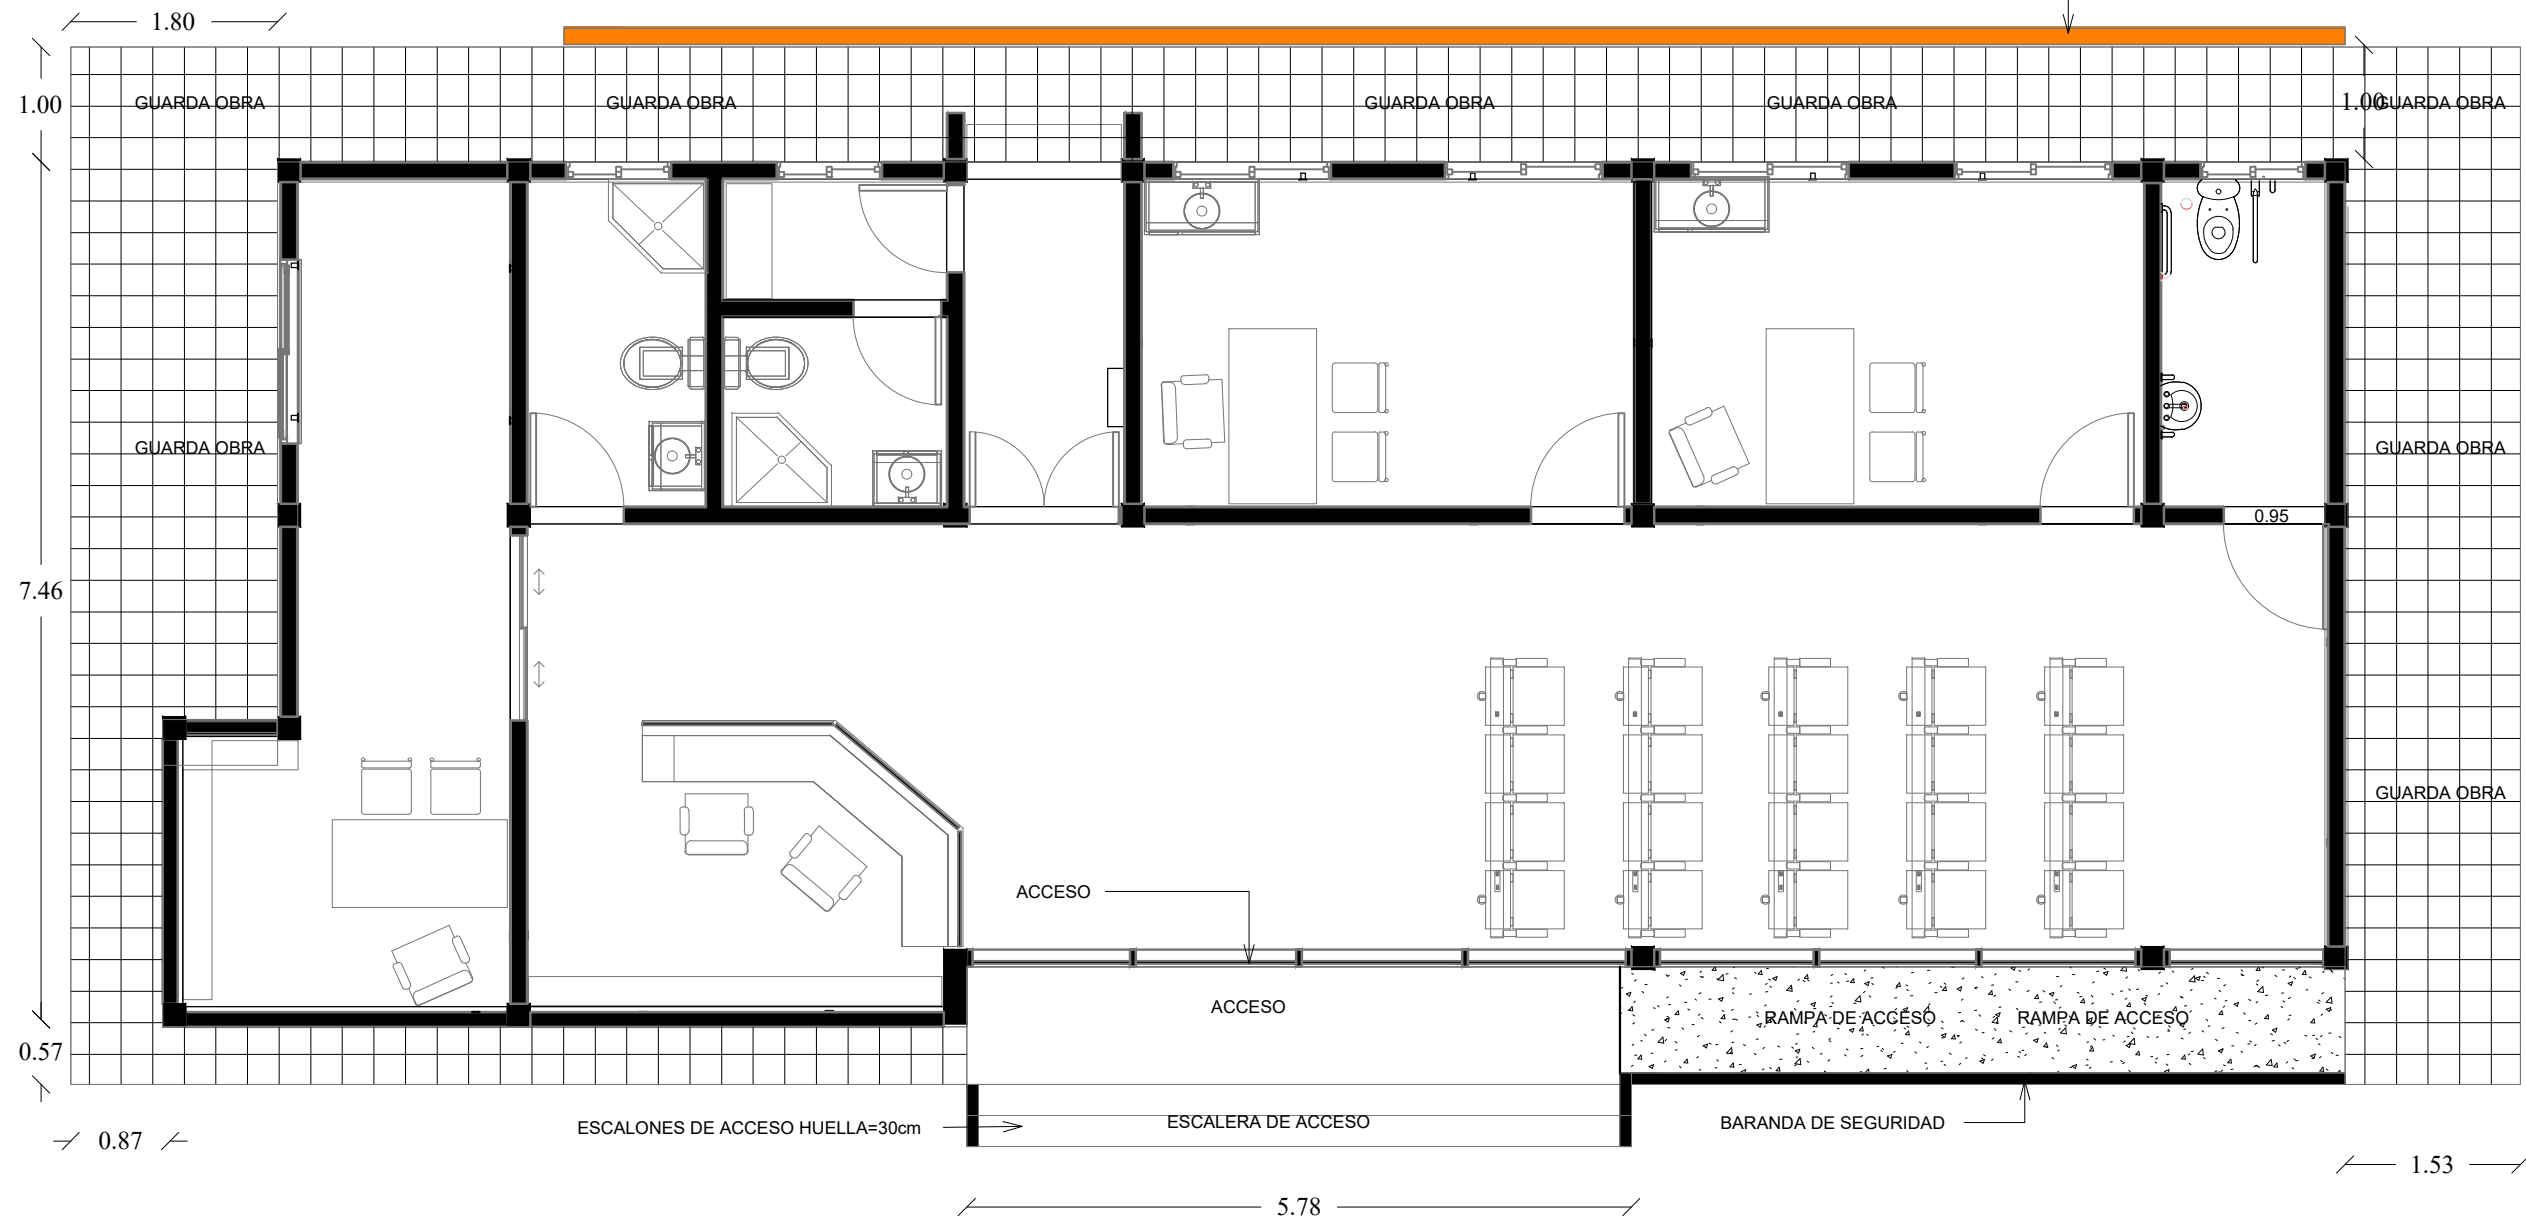 1.80
1.00
GUARDA OBRA
GUARDA OBRA
GUARDA OBRA
GUARDA OBRA
1.00
GUARDA OBRA
GUARDA OBRA
GUARDA OBRA
0.95
7.46
GUARDA OBRA
ACCESO
ACCESO
RAMPA DE ACCESO
RAMPA DE ACCESO
0.57
ESCALONES DE ACCESO HUELLA=30cm
ESCALERA DE ACCESO
BARANDA DE SEGURIDAD
0.87
1.53
5.78